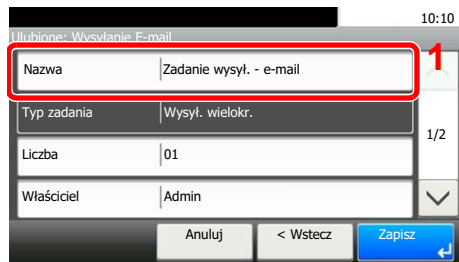 10:10
Ulubione: Wysyłanie E-mail
1
Nazwa Zadanie wysył. - e-mail
Typ zadania Wysył. wielokr.
1/2
Liczba 01
Właściciel Admin
Anuluj < Wstecz Zapisz